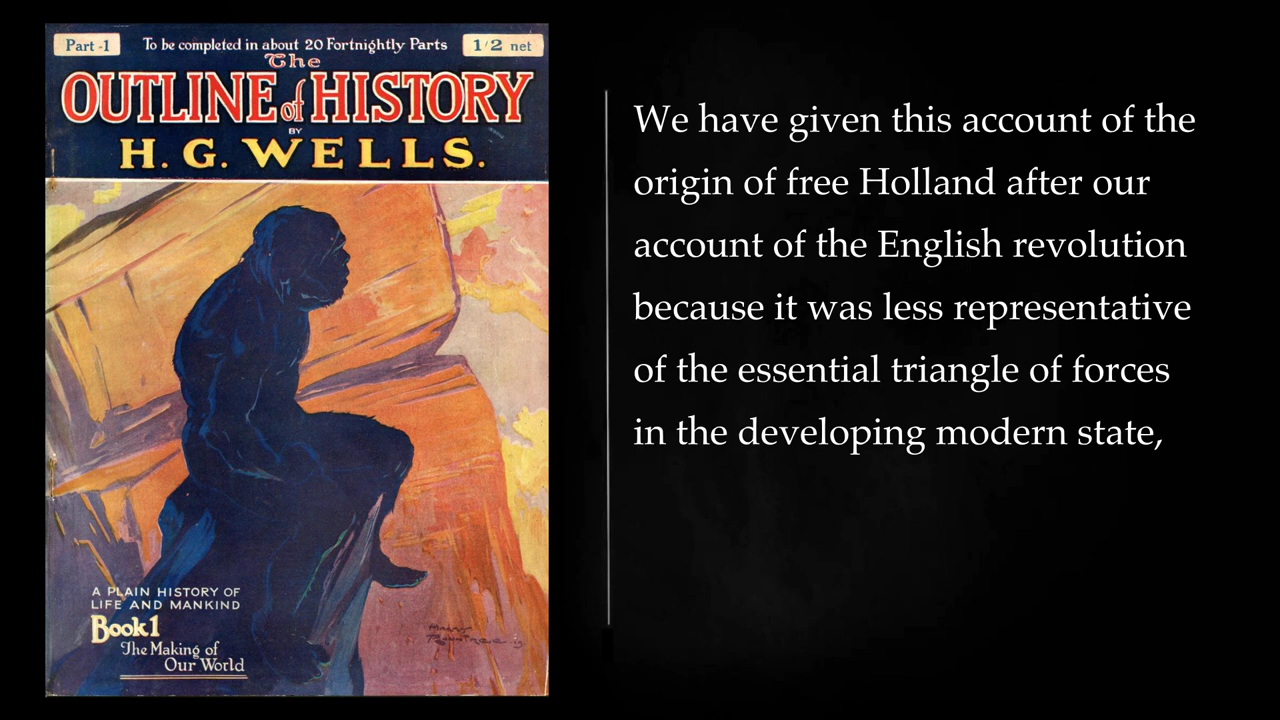 Part -1
To be completed in about 20 Fortnightly Parts
1/2 net
The
OUTLINE of HISTORY
BY
H. G. WELLS.
A PLAIN HISTORY OF
LIFE AND MANKIND
Book 1
The Making of
Our World
We have given this account of the
origin of free Holland after our
account of the English revolution
because it was less representative
of the essential triangle of forces
in the developing modern state,